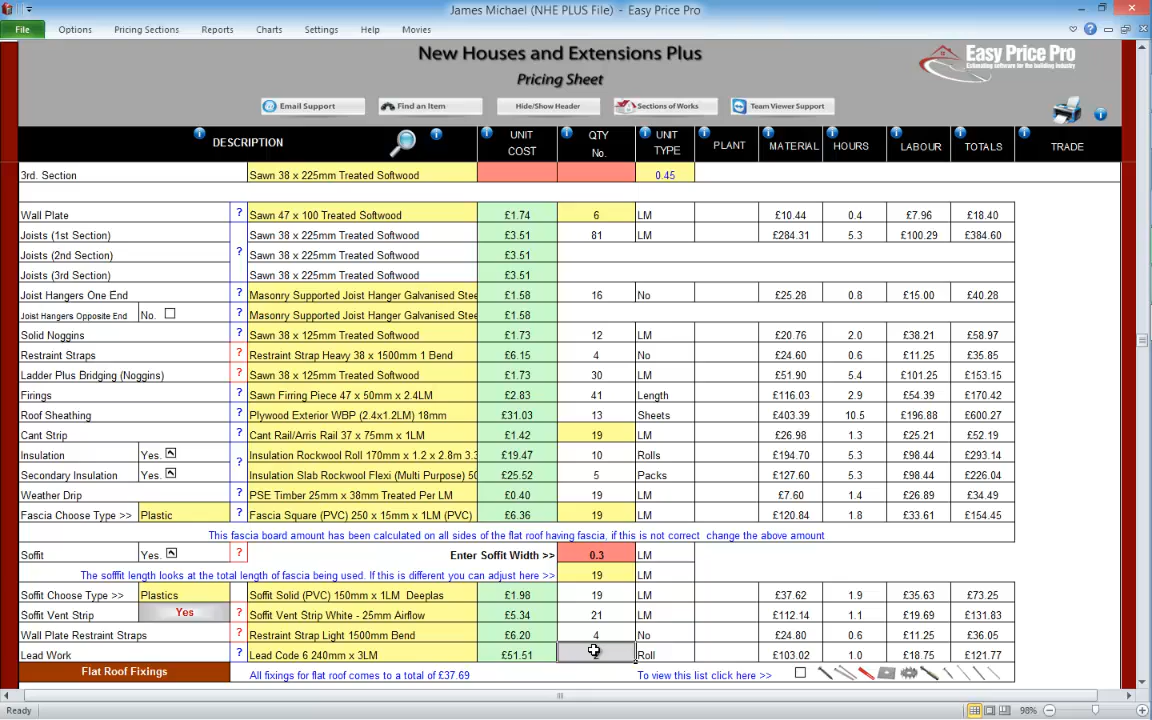 James Michael (NHE PLUS File) - Easy Price Pro
File Options Pricing Sections Reports Charts Settings Help Movies
New Houses and Extensions Plus
Pricing Sheet
Easy Price Pro
Estimating software for the building industry
Email Support Find an Item Hide/Show Header Sections of Works Team Viewer Support
DESCRIPTION UNIT COST QTY No. UNIT TYPE PLANT MATERIAL HOURS LABOUR TOTALS TRADE
3rd. Section Sawn 38 x 225mm Treated Softwood 0.45
Wall Plate ? Sawn 47 x 100 Treated Softwood £1.74 6 LM £10.44 0.4 £7.96 £18.40
Joists (1st Section) Sawn 38 x 225mm Treated Softwood £3.51 81 LM £284.31 5.3 £100.29 £384.60
Joists (2nd Section) ? Sawn 38 x 225mm Treated Softwood £3.51
Joists (3rd Section) Sawn 38 x 225mm Treated Softwood £3.51
Joist Hangers One End ? Masonry Supported Joist Hanger Galvanised Stee £1.58 16 No £25.28 0.8 £15.00 £40.28
Joist Hangers Opposite End No. ? Masonry Supported Joist Hanger Galvanised Stee £1.58
Solid Noggins ? Sawn 38 x 125mm Treated Softwood £1.73 12 LM £20.76 2.0 £38.21 £58.97
Restraint Straps ? Restraint Strap Heavy 38 x 1500mm 1 Bend £6.15 4 No £24.60 0.6 £11.25 £35.85
Ladder Plus Bridging (Noggins) ? Sawn 38 x 125mm Treated Softwood £1.73 30 LM £51.90 5.4 £101.25 £153.15
Firings ? Sawn Firring Piece 47 x 50mm x 2.4LM £2.83 41 Length £116.03 2.9 £54.39 £170.42
Roof Sheathing ? Plywood Exterior WBP (2.4x1.2LM) 18mm £31.03 13 Sheets £403.39 10.5 £196.88 £600.27
Cant Strip ? Cant Rail/Arris Rail 37 x 75mm x 1LM £1.42 19 LM £26.98 1.3 £25.21 £52.19
Insulation Yes. ? Insulation Rockwool Roll 170mm x 1.2 x 2.8m 3.3 £19.47 10 Rolls £194.70 5.3 £98.44 £293.14
Secondary Insulation Yes. Insulation Slab Rockwool Flexi (Multi Purpose) 50 £25.52 5 Packs £127.60 5.3 £98.44 £226.04
Weather Drip ? PSE Timber 25mm x 38mm Treated Per LM £0.40 19 LM £7.60 1.4 £26.89 £34.49
Fascia Choose Type >> Plastic ? Fascia Square (PVC) 250 x 15mm x 1LM (PVC) £6.36 19 LM £120.84 1.8 £33.61 £154.45
This fascia board amount has been calculated on all sides of the flat roof having fascia, if this is not correct change the above amount
Soffit Yes. ? Enter Soffit Width >> 0.3 LM
The sofffit length looks at the total length of fascia being used. If this is different you can adjust here >> 19 LM
Soffit Choose Type >> Plastics Soffit Solid (PVC) 150mm x 1LM Deeplas £1.98 19 LM £37.62 1.9 £35.63 £73.25
Soffit Vent Strip Yes ? Soffit Vent Strip White - 25mm Airflow £5.34 21 LM £112.14 1.1 £19.69 £131.83
Wall Plate Restraint Straps ? Restraint Strap Light 1500mm Bend £6.20 4 No £24.80 0.6 £11.25 £36.05
Lead Work ? Lead Code 6 240mm x 3LM £51.51 2 Roll £103.02 1.0 £18.75 £121.77
Flat Roof Fixings All fixings for flat roof comes to a total of £37.69 To view this list click here >>
Ready 98%